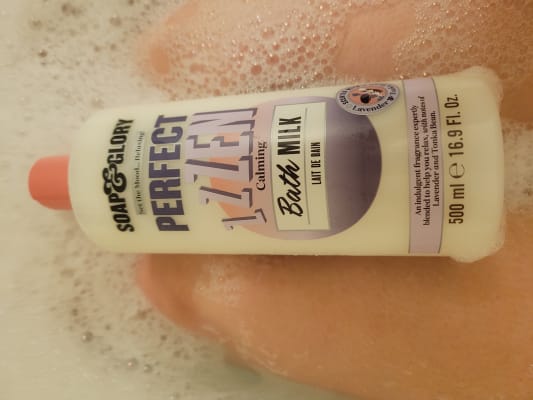 SOAP & GLORY
Set the Mood... Relaxing
PERFECT
ZZZEN
Calming
Bath MILK
LAIT DE BAIN
Lavender
An indulgent fragrance expertly
blended to help you relax, with notes of
Lavender and Tonka Bean.
500 ml ℮ 16.9 Fl. Oz.